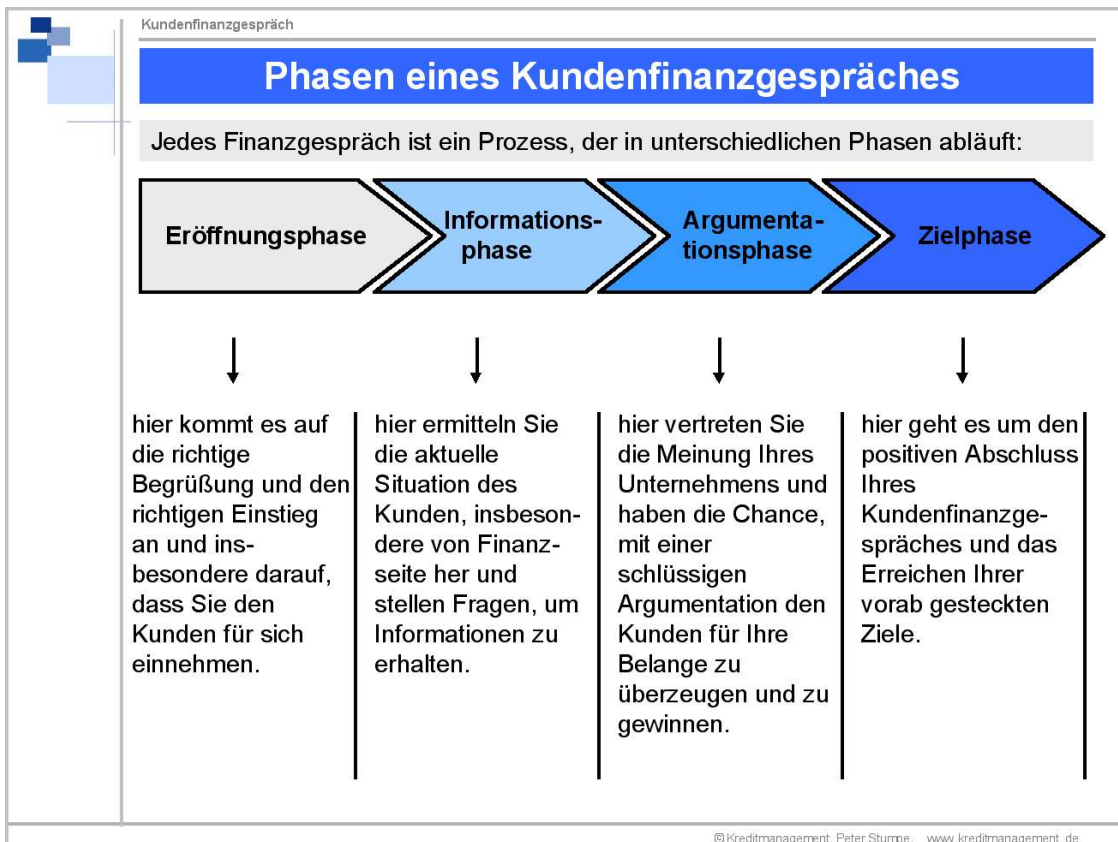 Kundenfinanzgespräch
Phasen eines Kundenfinanzgespräches
Jedes Finanzgespräch ist ein Prozess, der in unterschiedlichen Phasen abläuft:
Eröffnungsphase
Informations-
phase
Argumenta-
tionsphase
Zielphase
hier kommt es auf
die richtige
Begrüßung und den
richtigen Einstieg
an und ins-
besondere darauf,
dass Sie den
Kunden für sich
einnehmen.
hier ermitteln Sie
die aktuelle
Situation des
Kunden, insbeson-
dere von Finanz-
seite her und
stellen Fragen, um
Informationen zu
erhalten.
hier vertreten Sie
die Meinung Ihres
Unternehmens und
haben die Chance,
mit einer
schlüssigen
Argumentation den
Kunden für Ihre
Belange zu
überzeugen und zu
gewinnen.
hier geht es um den
positiven Abschluss
Ihres
Kundenfinanzge-
spräches und das
Erreichen Ihrer
vorab gesteckten
Ziele.
© Kreditmanagement, Peter Stumpe, www.kreditmanagement.de